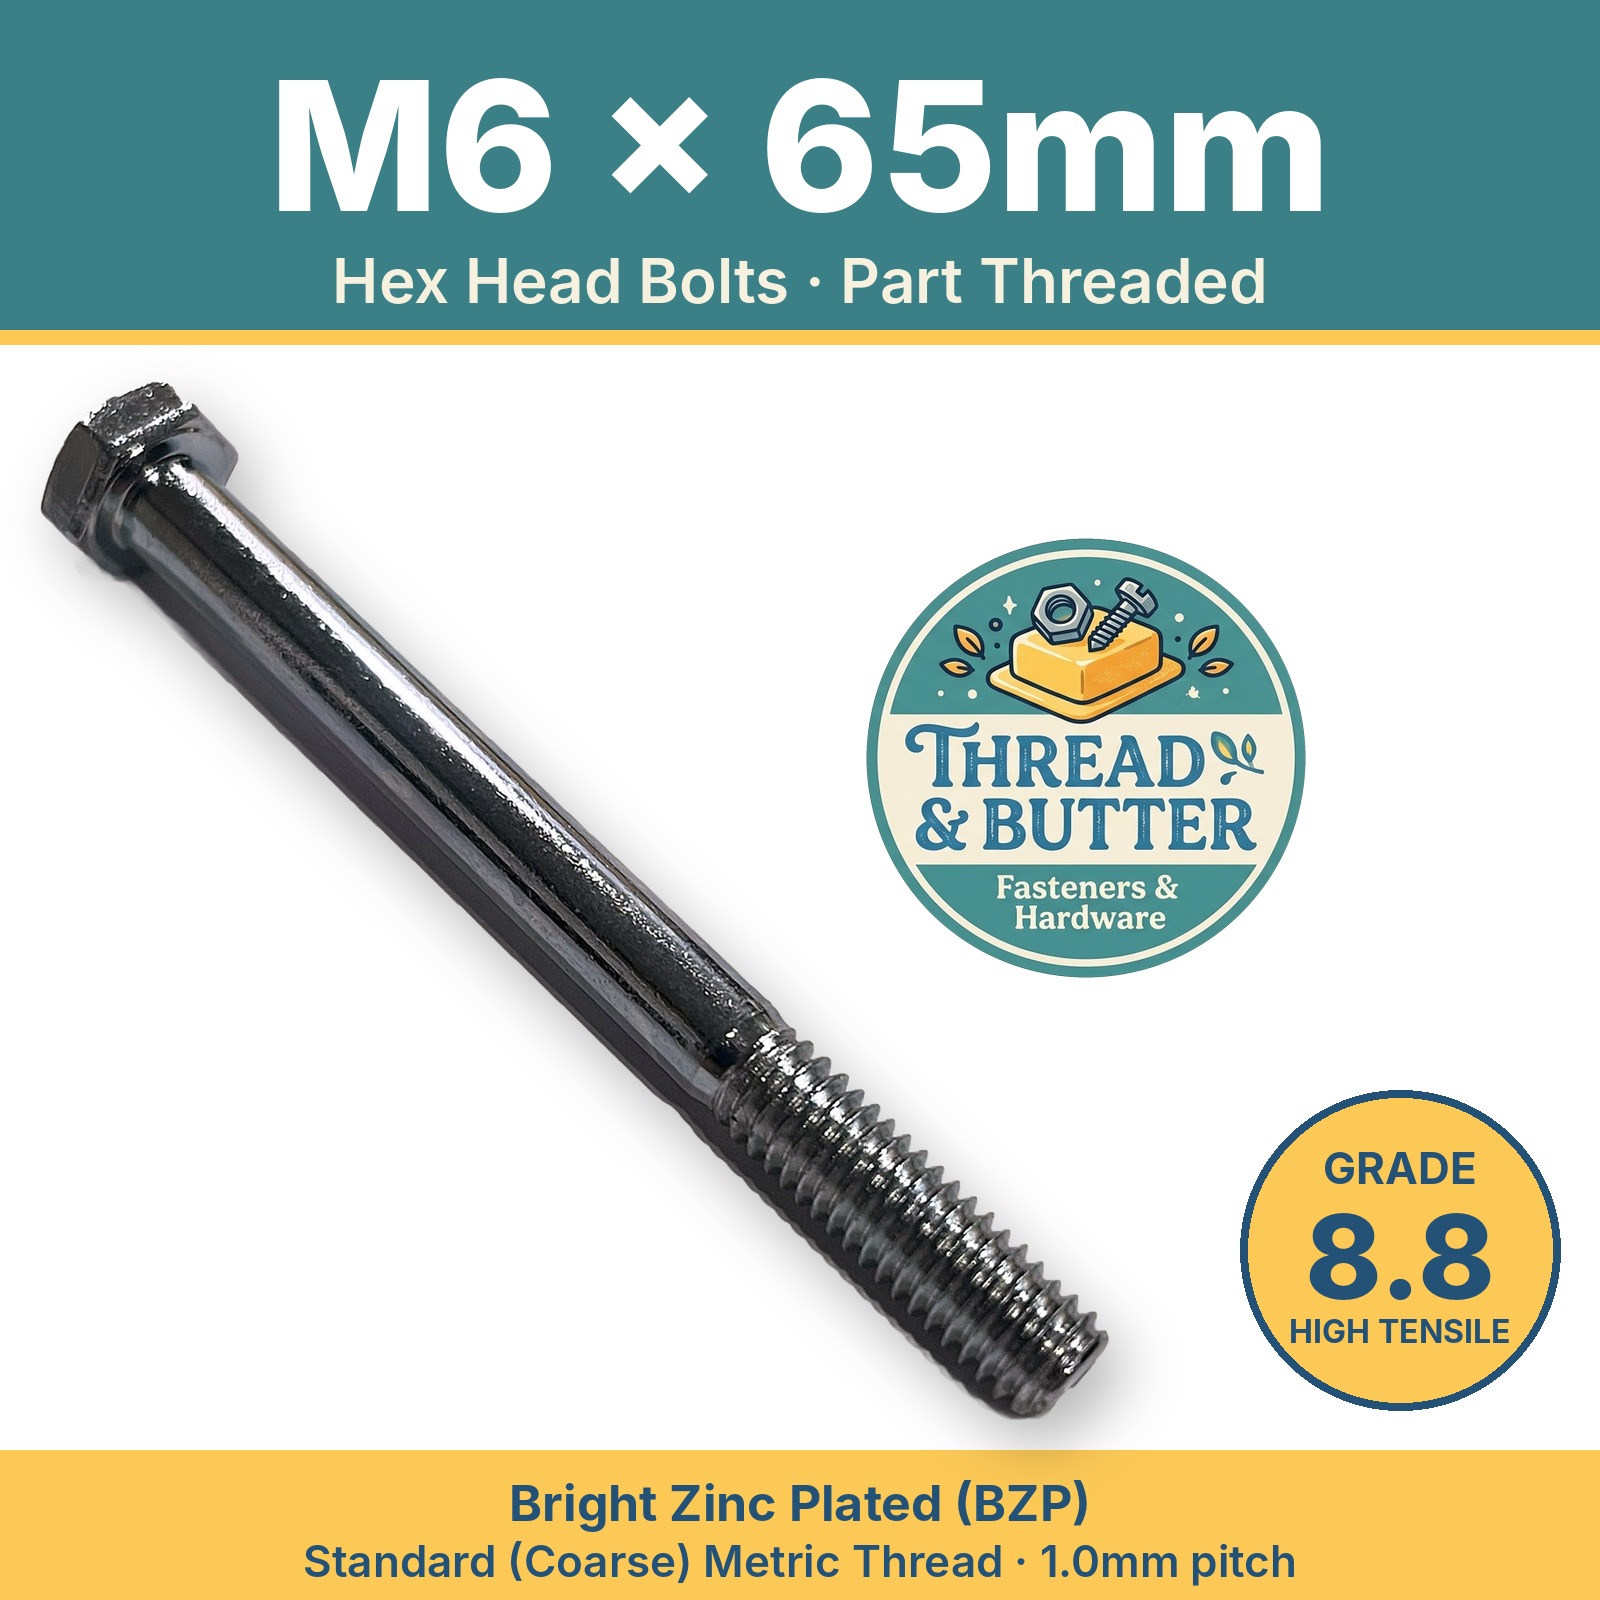 M6 × 65mm
Hex Head Bolts · Part Threaded
THREAD
& BUTTER
Fasteners &
Hardware
GRADE
8.8
HIGH TENSILE
Bright Zinc Plated (BZP)
Standard (Coarse) Metric Thread · 1.0mm pitch